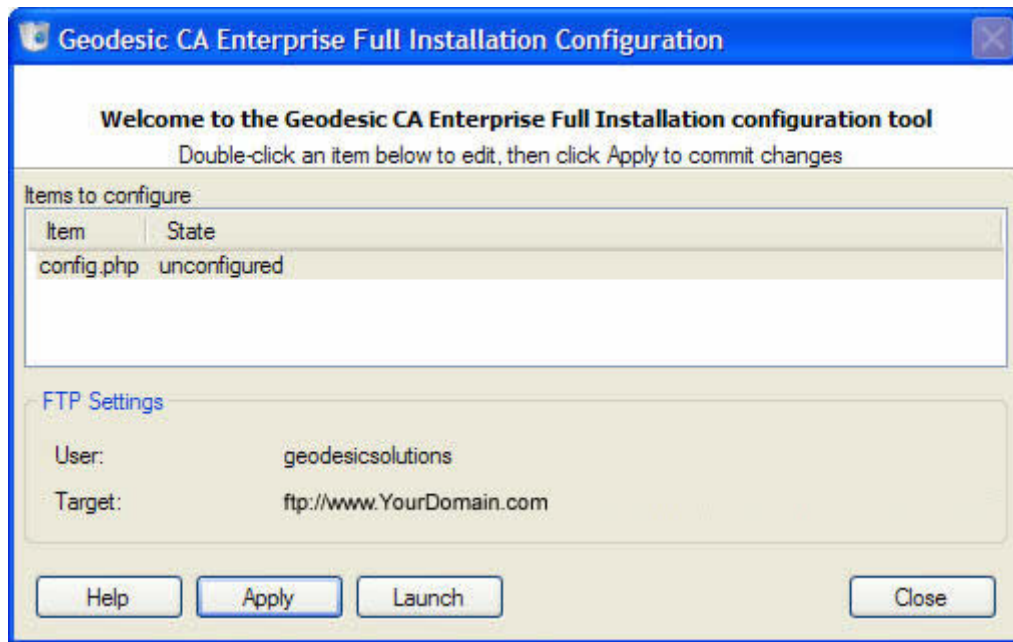 Geodesic CA Enterprise Full Installation Configuration
Welcome to the Geodesic CA Enterprise Full Installation configuration tool
Double-click an item below to edit, then click Apply to commit changes
Items to configure
Item State
config.php unconfigured
FTP Settings
User: geodesicsolutions
Target: ftp://www.YourDomain.com
Help Apply Launch Close